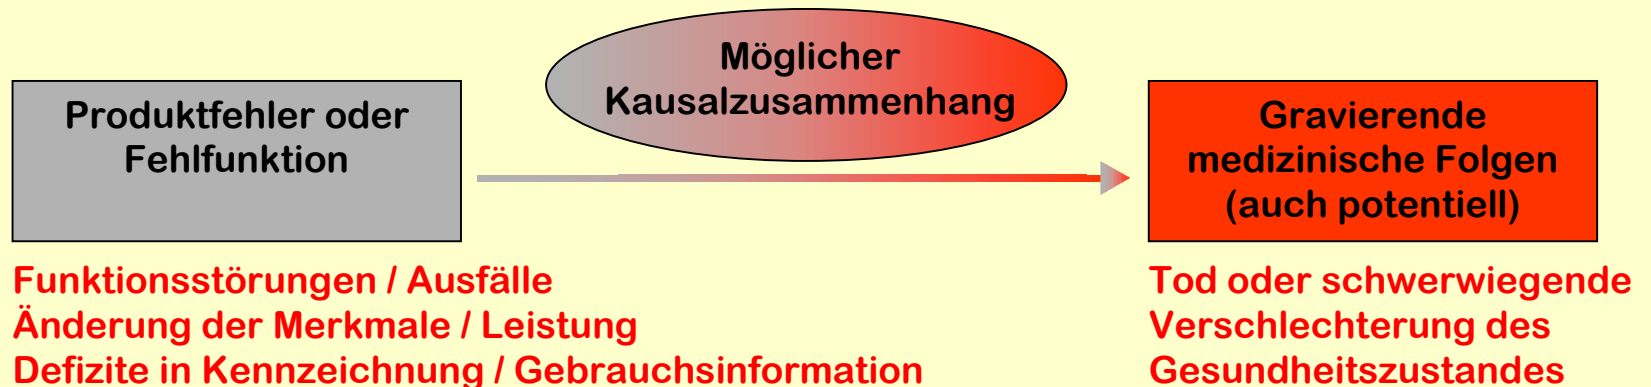 Möglicher
Kausalzusammenhang
Produktfehler oder
Fehlfunktion
Gravierende
medizinische Folgen
(auch potentiell)
Funktionsstörungen / Ausfälle
Änderung der Merkmale / Leistung
Defizite in Kennzeichnung / Gebrauchsinformation
Tod oder schwerwiegende
Verschlechterung des
Gesundheitszustandes